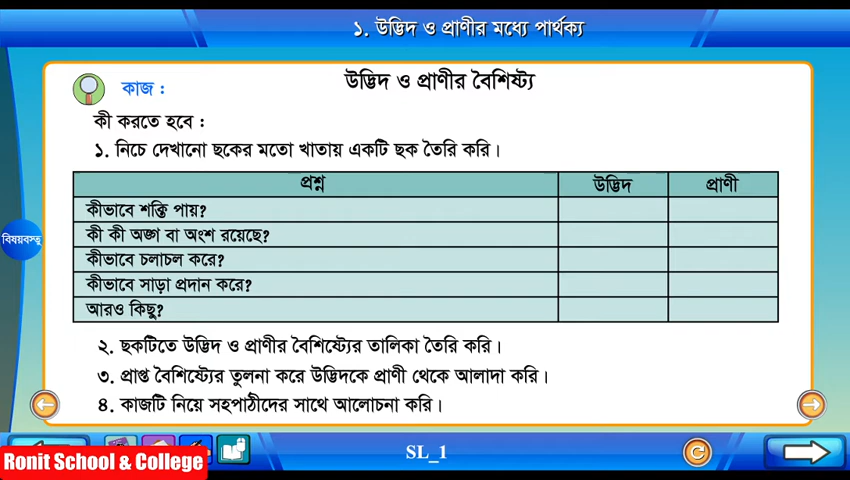 ১. উদ্ভিদ ও প্রাণীর মধ্যে পার্থক্য
উদ্ভিদ ও প্রাণীর বৈশিষ্ট্য
কাজ :
কী করতে হবে :
১. নিচে দেখানো ছকের মতো খাতায় একটি ছক তৈরি করি।
প্রশ্ন উদ্ভিদ প্রাণী
কীভাবে শক্তি পায়?
কী কী অঙ্গ বা অংশ রয়েছে?
বিষয়বস্তু
কীভাবে চলাচল করে?
কীভাবে সাড়া প্রদান করে?
আরও কিছু?
২. ছকটিতে উদ্ভিদ ও প্রাণীর বৈশিষ্ট্যের তালিকা তৈরি করি।
৩. প্রাপ্ত বৈশিষ্ট্যের তুলনা করে উদ্ভিদকে প্রাণী থেকে আলাদা করি।
৪. কাজটি নিয়ে সহপাঠীদের সাথে আলোচনা করি।
SL_1
Ronit School & College